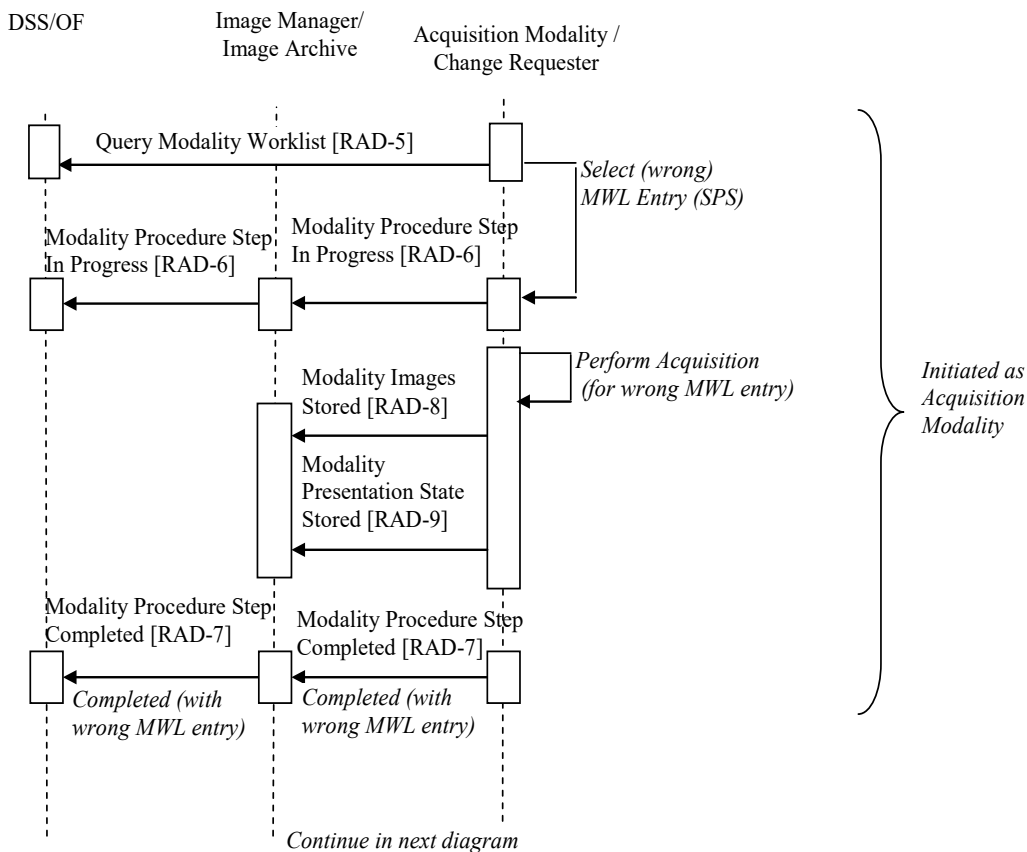 DSS/OF
Image Manager/
Image Archive
Acquisition Modality /
Change Requester
Query Modality Worklist [RAD-5]
Select (wrong)
MWL Entry (SPS)
Modality Procedure Step
In Progress [RAD-6]
Modality Procedure Step
In Progress [RAD-6]
Perform Acquisition
(for wrong MWL entry)
Modality Images
Stored [RAD-8]
Initiated as
Acquisition
Modality
Modality
Presentation State
Stored [RAD-9]
Modality Procedure Step
Completed [RAD-7]
Modality Procedure Step
Completed [RAD-7]
Completed (with
wrong MWL entry)
Completed (with
wrong MWL entry)
Continue in next diagram